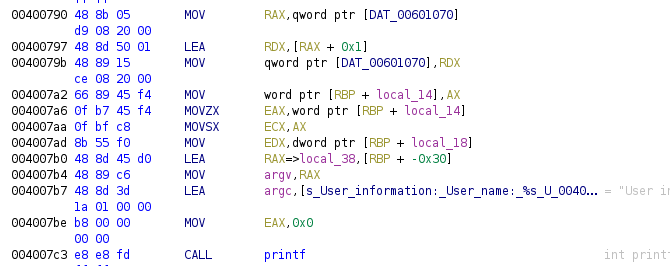 00400790 48 8b 05 MOV RAX,qword ptr [DAT_00601070]
d9 08 20 00
00400797 48 8d 50 01 LEA RDX,[RAX + 0x1]
0040079b 48 89 15 MOV qword ptr [DAT_00601070],RDX
ce 08 20 00
004007a2 66 89 45 f4 MOV word ptr [RBP + local_14],AX
004007a6 0f b7 45 f4 MOVZX EAX,word ptr [RBP + local_14]
004007aa 0f bf c8 MOVSX ECX,AX
004007ad 8b 55 f0 MOV EDX,dword ptr [RBP + local_18]
004007b0 48 8d 45 d0 LEA RAX=>local_38,[RBP + -0x30]
004007b4 48 89 c6 MOV argv,RAX
004007b7 48 8d 3d LEA argc,[s_User_information:_User_name:_%s_U_0040... = "User in
1a 01 00 00
004007be b8 00 00 MOV EAX,0x0
00 00
004007c3 e8 e8 fd CALL printf int print